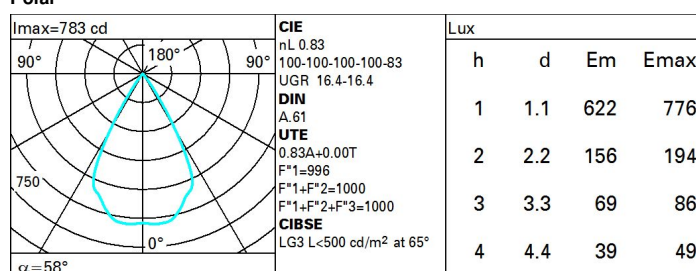 Polar
Imax=783 cd
90° 180° 90°
750
0°
α=58°
CIE
nL 0.83
100-100-100-100-83
UGR 16.4-16.4
DIN
A.61
UTE
0.83A+0.00T
F"1=996
F"1+F"2=1000
F"1+F"2+F"3=1000
CIBSE
LG3 L<500 cd/m² at 65°
Lux
h d Em Emax
1 1.1 622 776
2 2.2 156 194
3 3.3 69 86
4 4.4 39 49